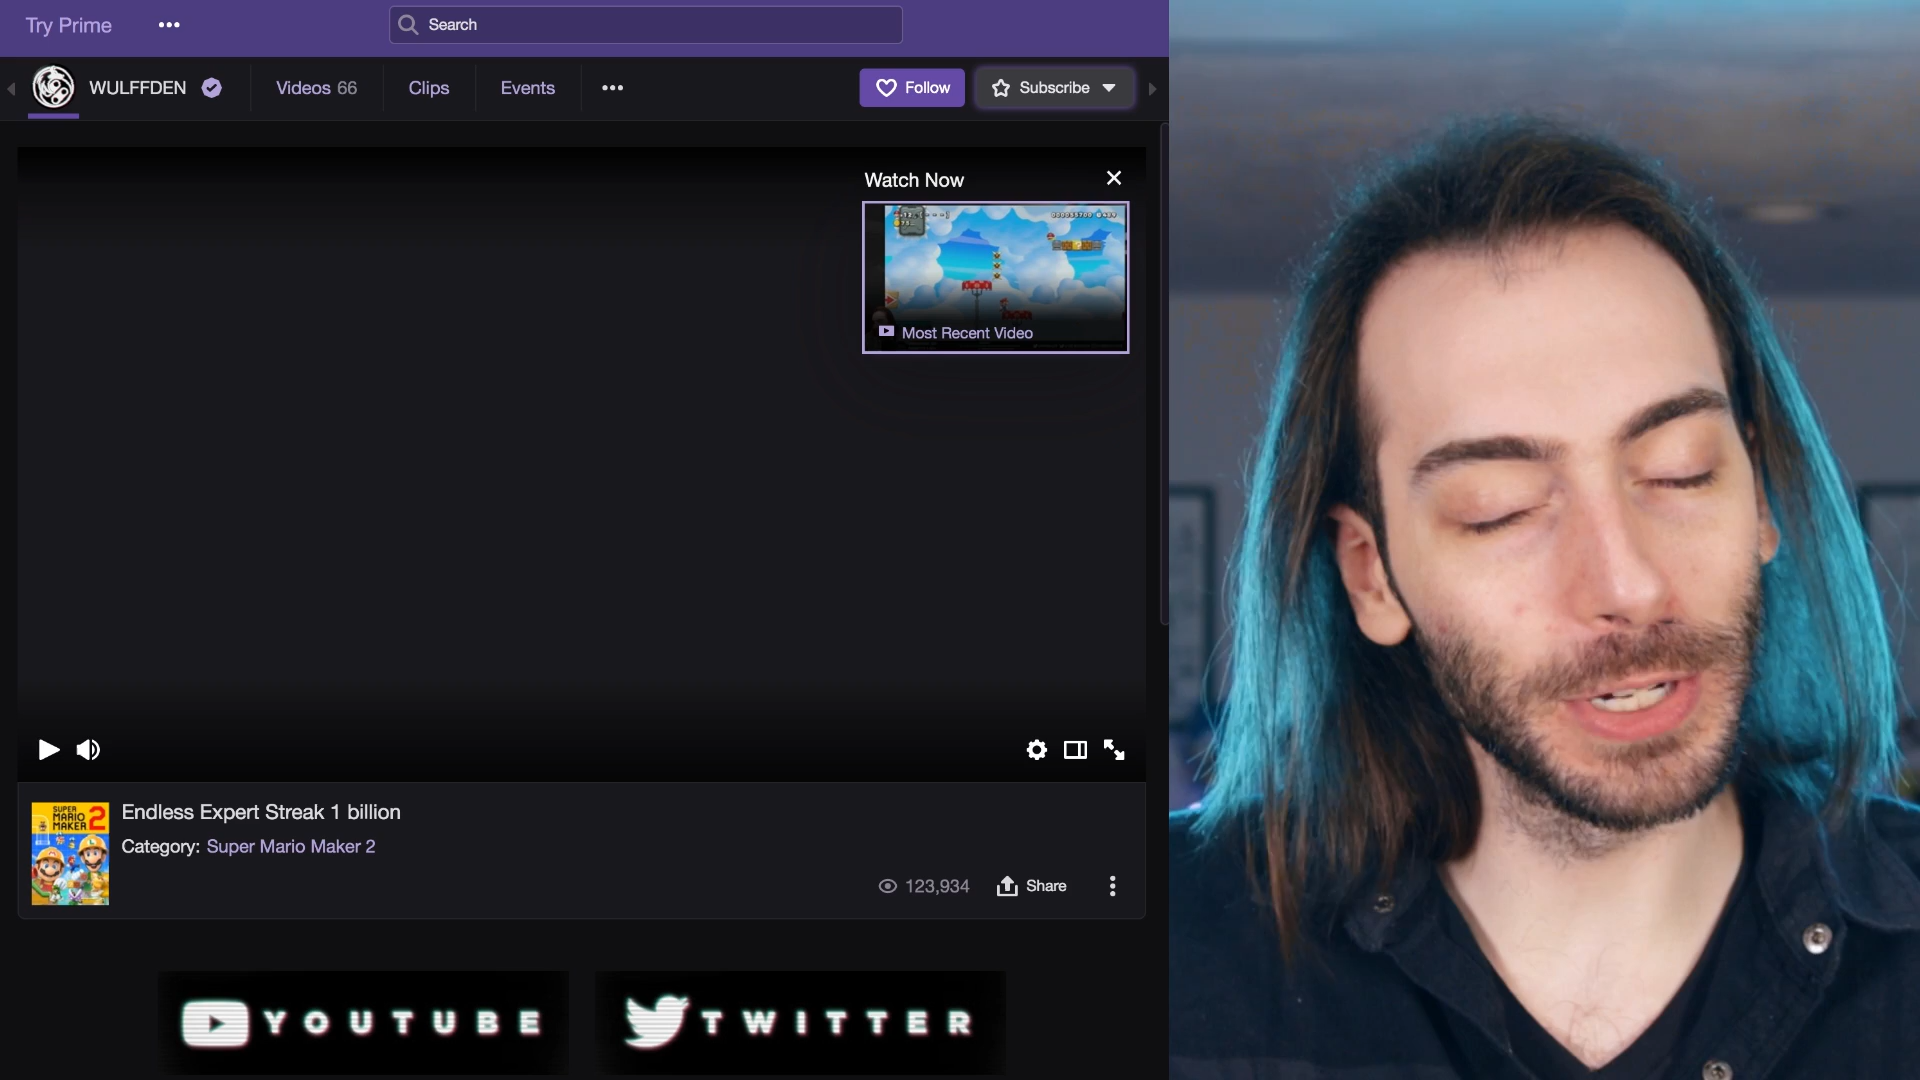 Try Prime
Search
WULFFDEN
Videos 66
Clips
Events
Follow
Subscribe
Watch Now
Most Recent Video
SUPER
MARIO
MAKER 2
Endless Expert Streak 1 billion
Category: Super Mario Maker 2
123,934
Share
YOUTUBE
TWITTER